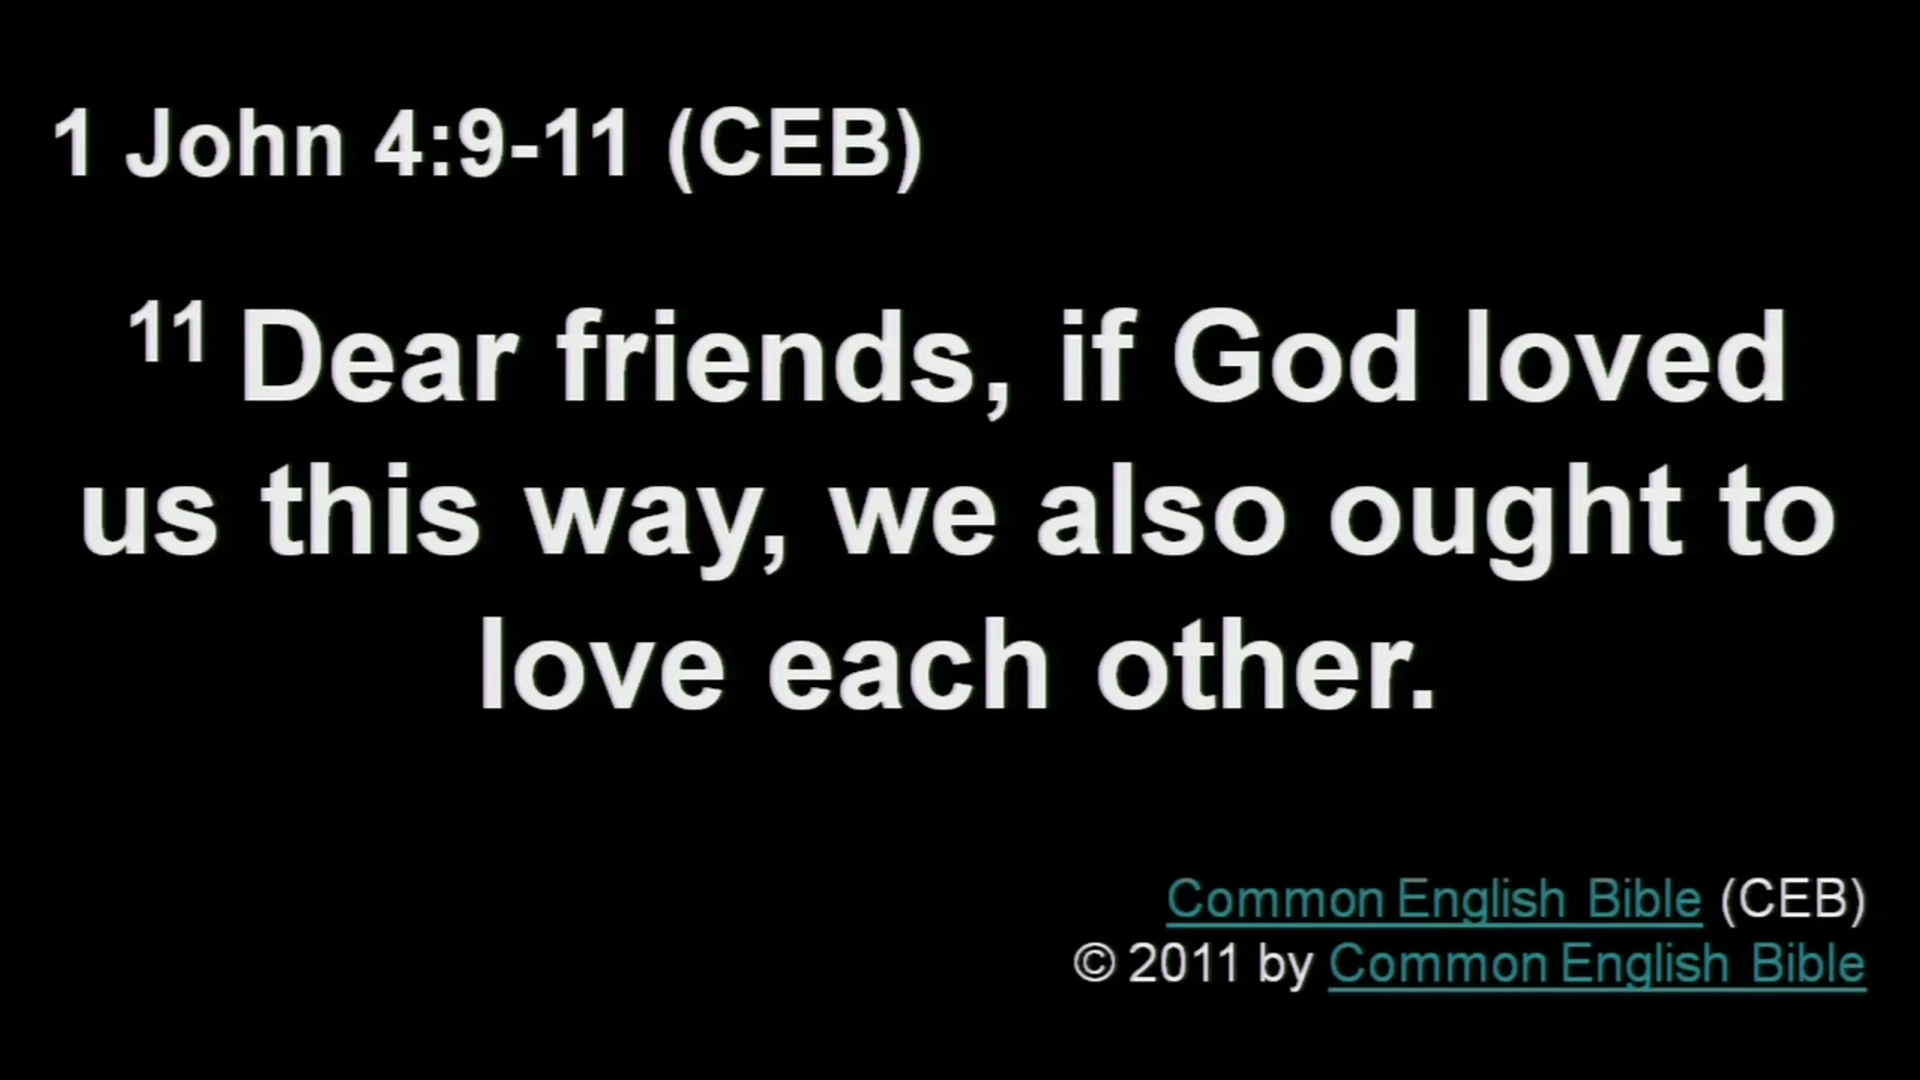 1 John 4:9-11 (CEB)
11 Dear friends, if God loved
us this way, we also ought to
love each other.
Common English Bible (CEB)
© 2011 by Common English Bible